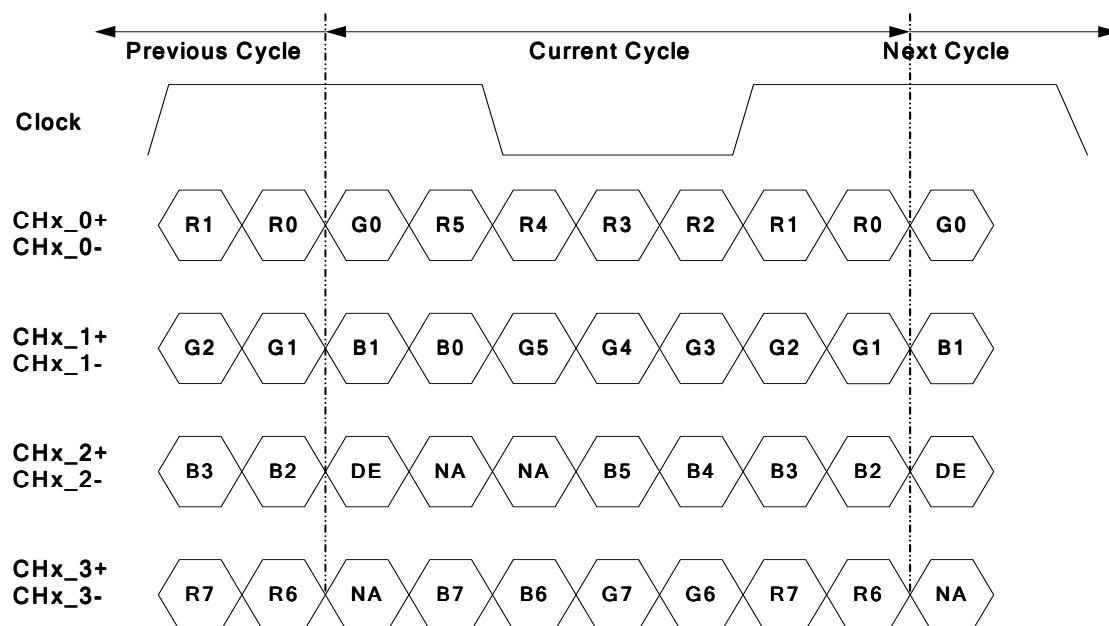 Previous Cycle Current Cycle Next Cycle
Clock
CHx_0+
CHx_0-
R1 R0 G0 R5 R4 R3 R2 R1 R0 G0
CHx_1+
CHx_1-
G2 G1 B1 B0 G5 G4 G3 G2 G1 B1
CHx_2+
CHx_2-
B3 B2 DE NA NA B5 B4 B3 B2 DE
CHx_3+
CHx_3-
R7 R6 NA B7 B6 G7 G6 R7 R6 NA